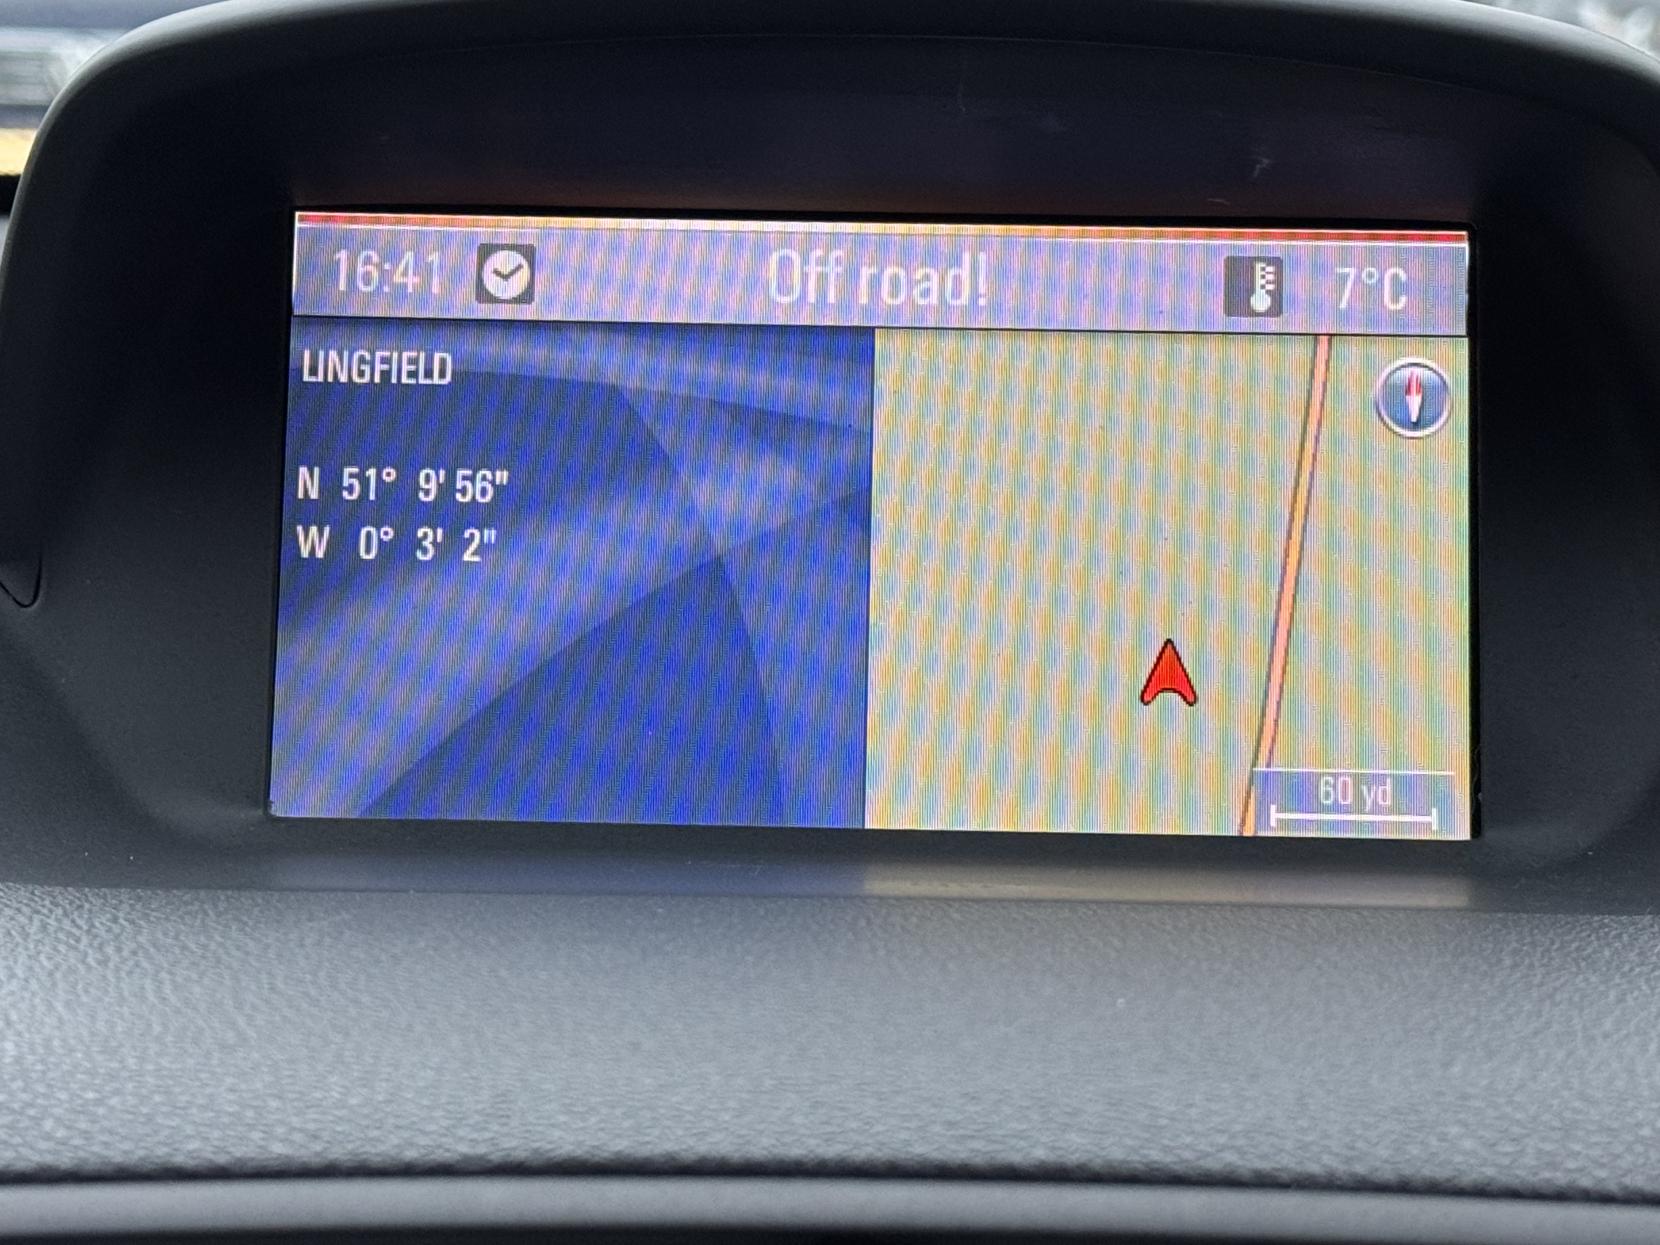 16:41 Off road! 7°C
LINGFIELD
N 51° 9' 56"
W 0° 3' 2"
60 yd